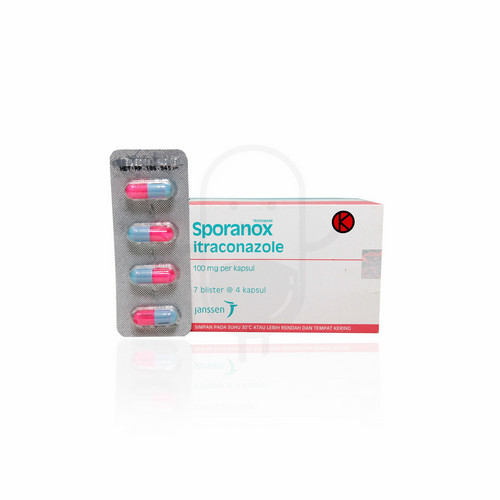 Sporanox
itraconazole
100 mg per kapsul
7 blister @ 4 kapsul
janssen
SIMPAN PADA SUHU 30°C ATAU LEBIH RENDAH DAN TEMPAT KERING
K